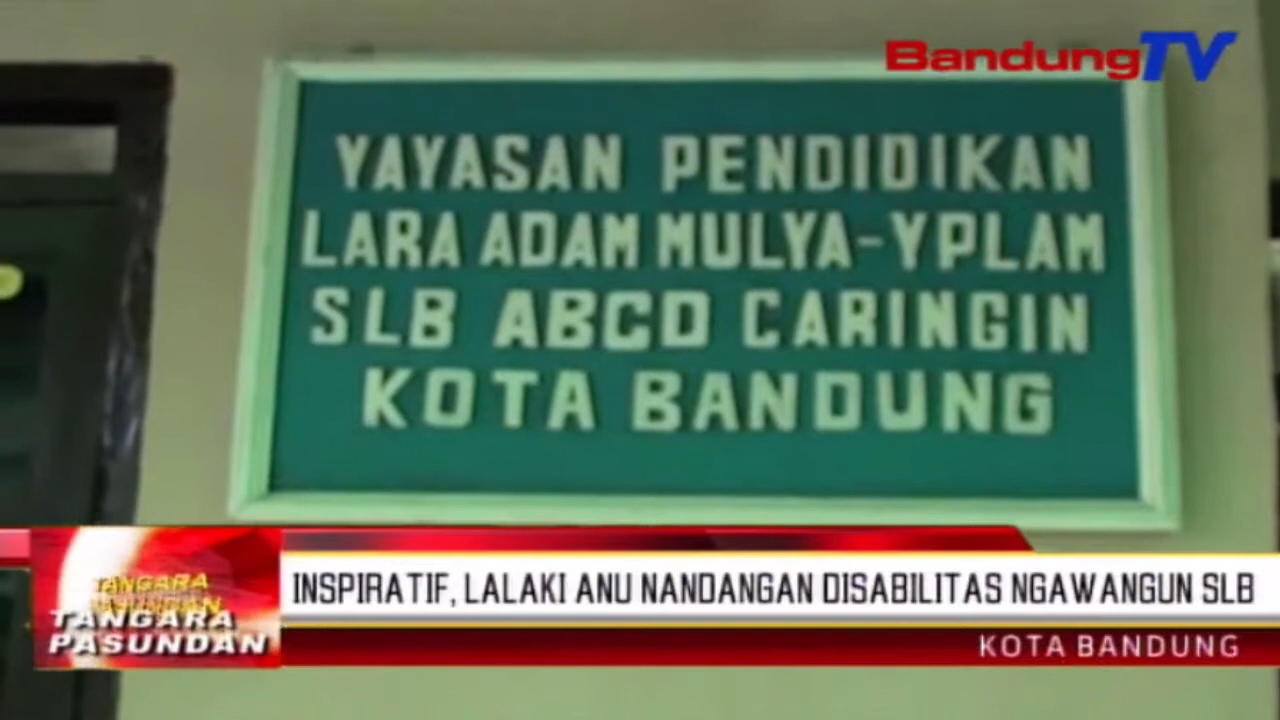 BandungTV
YAYASAN PENDIDIKAN
LARA ADAM MULYA-YPLAM
SLB ABCD CARINGIN
KOTA BANDUNG
TANGARA
PASUNDAN
TANGARA
PASUNDAN
INSPIRATIF, LALAKI ANU NANDANGAN DISABILITAS NGAWANGUN SLB
KOTA BANDUNG